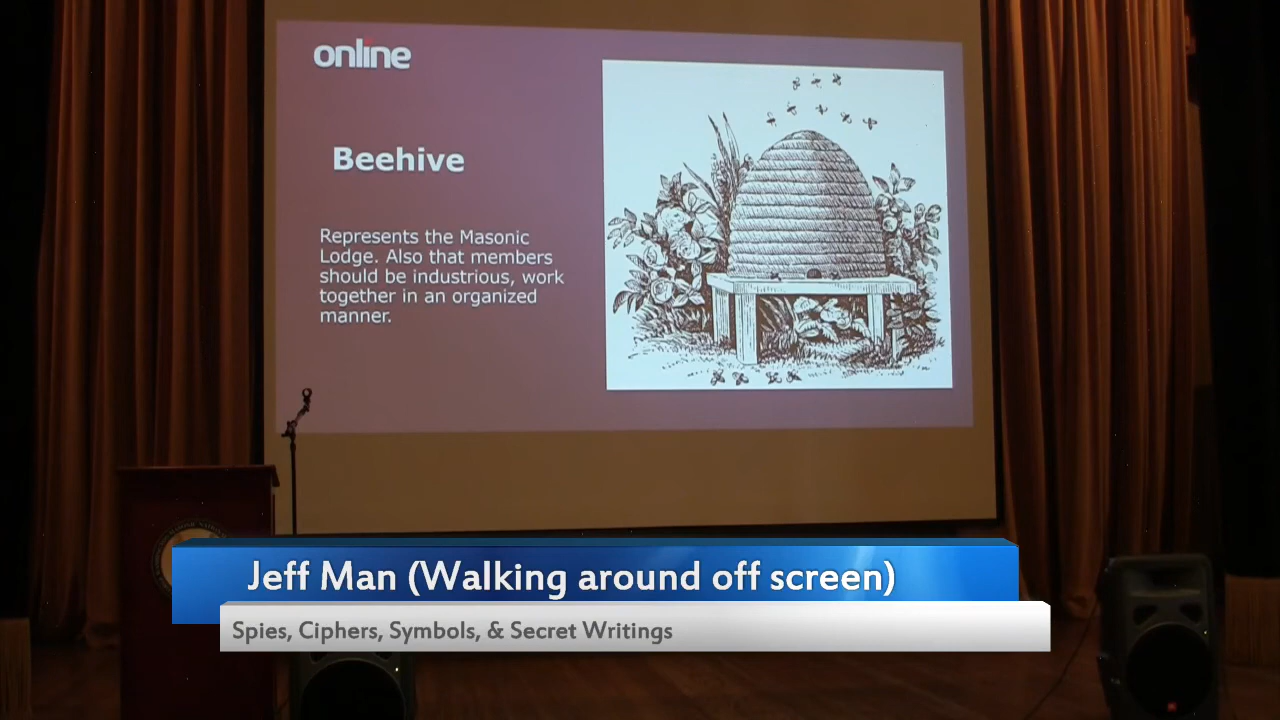 online
Beehive
Represents the Masonic
Lodge. Also that members
should be industrious, work
together in an organized
manner.
Jeff Man (Walking around off screen)
Spies, Ciphers, Symbols, & Secret Writings